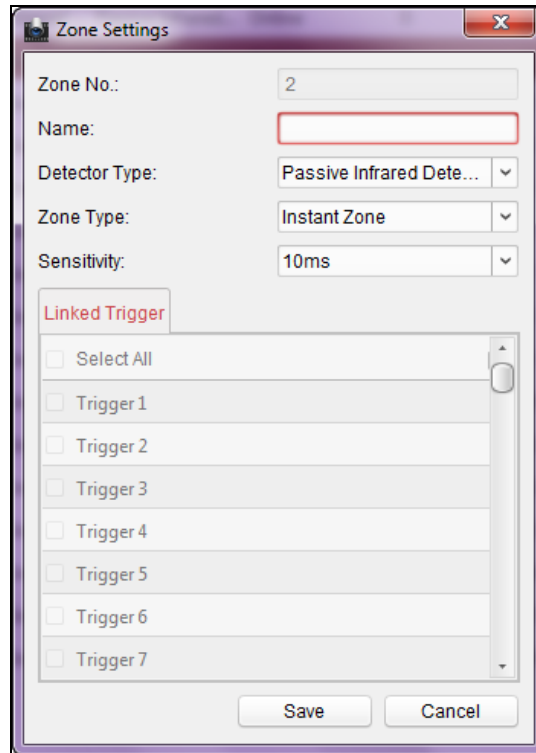 Zone Settings
Zone No.: 2
Name:
Detector Type: Passive Infrared Dete...
Zone Type: Instant Zone
Sensitivity: 10ms
Linked Trigger
Select All
Trigger 1
Trigger 2
Trigger 3
Trigger 4
Trigger 5
Trigger 6
Trigger 7
Save Cancel